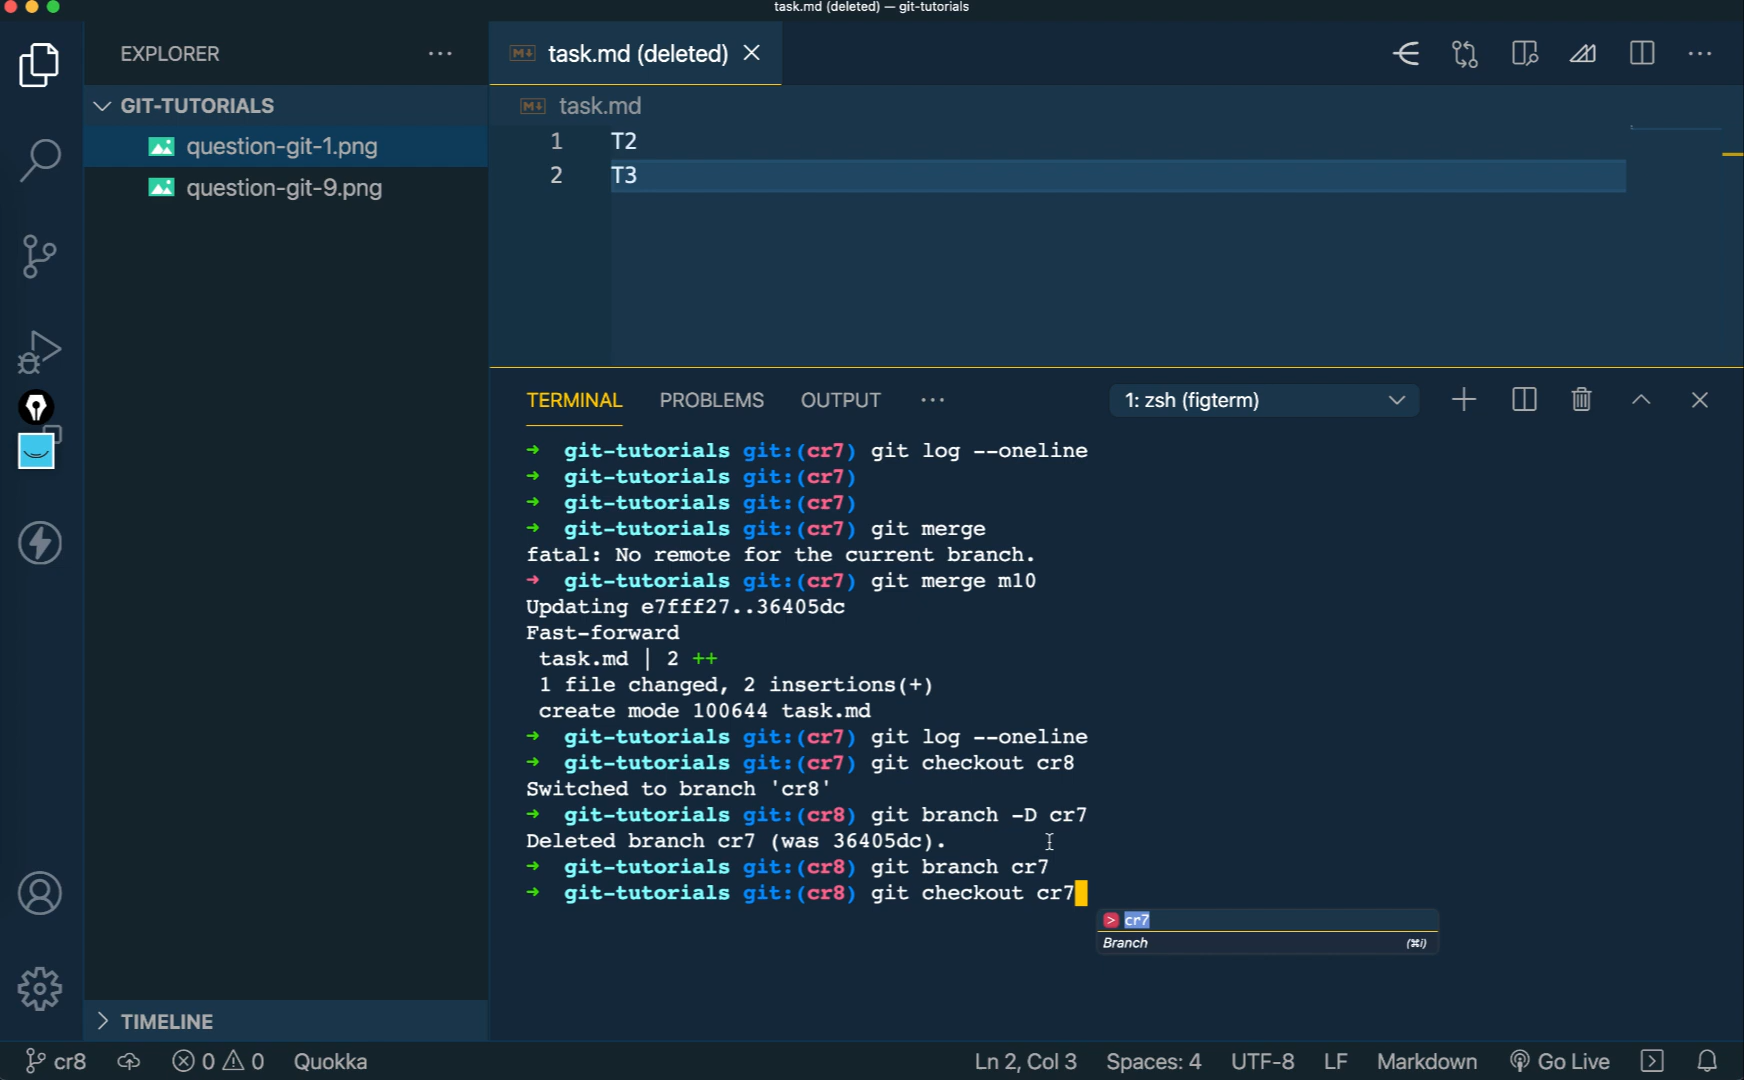 task.md (deleted) — git-tutorials
EXPLORER
GIT-TUTORIALS
question-git-1.png
question-git-9.png
TIMELINE
M↓ task.md (deleted)
M↓ task.md
1 T2
2 T3
TERMINAL PROBLEMS OUTPUT ··· 1: zsh (figterm)
➜ git-tutorials git:(cr7) git log --oneline
➜ git-tutorials git:(cr7)
➜ git-tutorials git:(cr7)
➜ git-tutorials git:(cr7) git merge
fatal: No remote for the current branch.
➜ git-tutorials git:(cr7) git merge m10
Updating e7fff27..36405dc
Fast-forward
task.md | 2 ++
1 file changed, 2 insertions(+)
create mode 100644 task.md
➜ git-tutorials git:(cr7) git log --oneline
➜ git-tutorials git:(cr7) git checkout cr8
Switched to branch 'cr8'
➜ git-tutorials git:(cr8) git branch -D cr7
Deleted branch cr7 (was 36405dc).
➜ git-tutorials git:(cr8) git branch cr7
➜ git-tutorials git:(cr8) git checkout cr7
> cr7
Branch (⌘i)
cr8 0 0 Quokka Ln 2, Col 3 Spaces: 4 UTF-8 LF Markdown Go Live